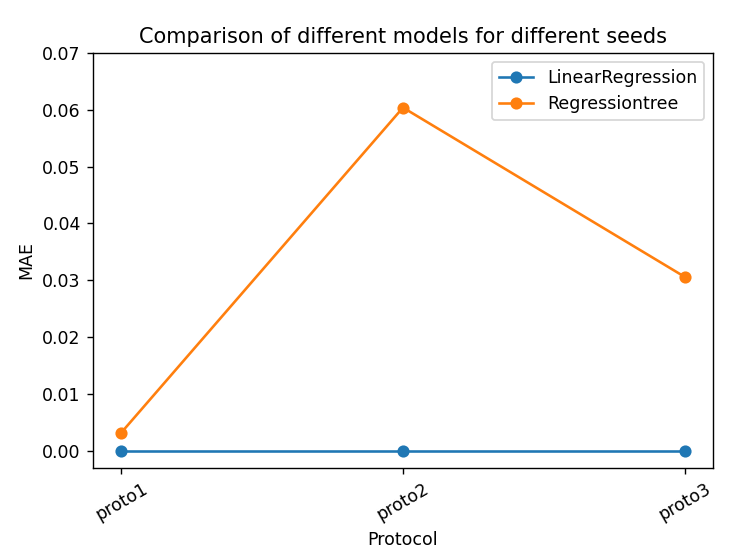 Comparison of different models for different seeds
LinearRegression
Regressiontree
0.07
0.06
0.05
0.04
0.03
0.02
0.01
0.00
MAE
proto1
proto2
proto3
Protocol